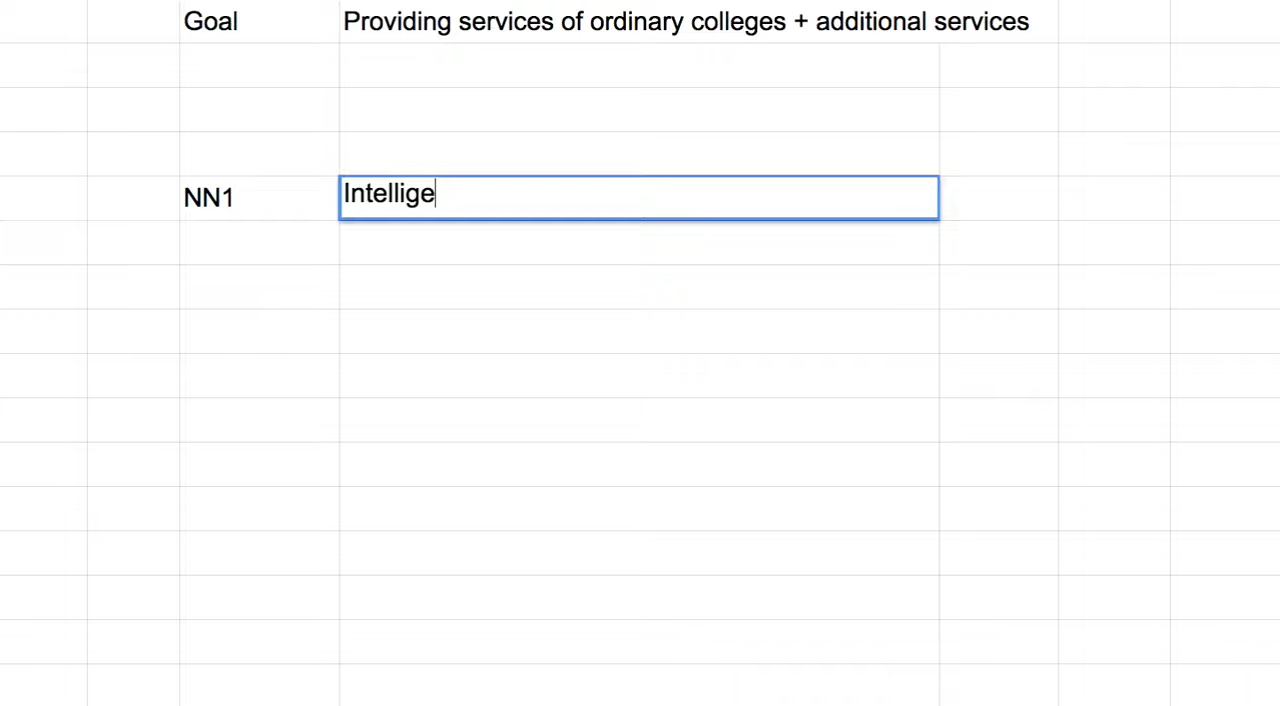 Goal Providing services of ordinary colleges + additional services
NN1 Intellige